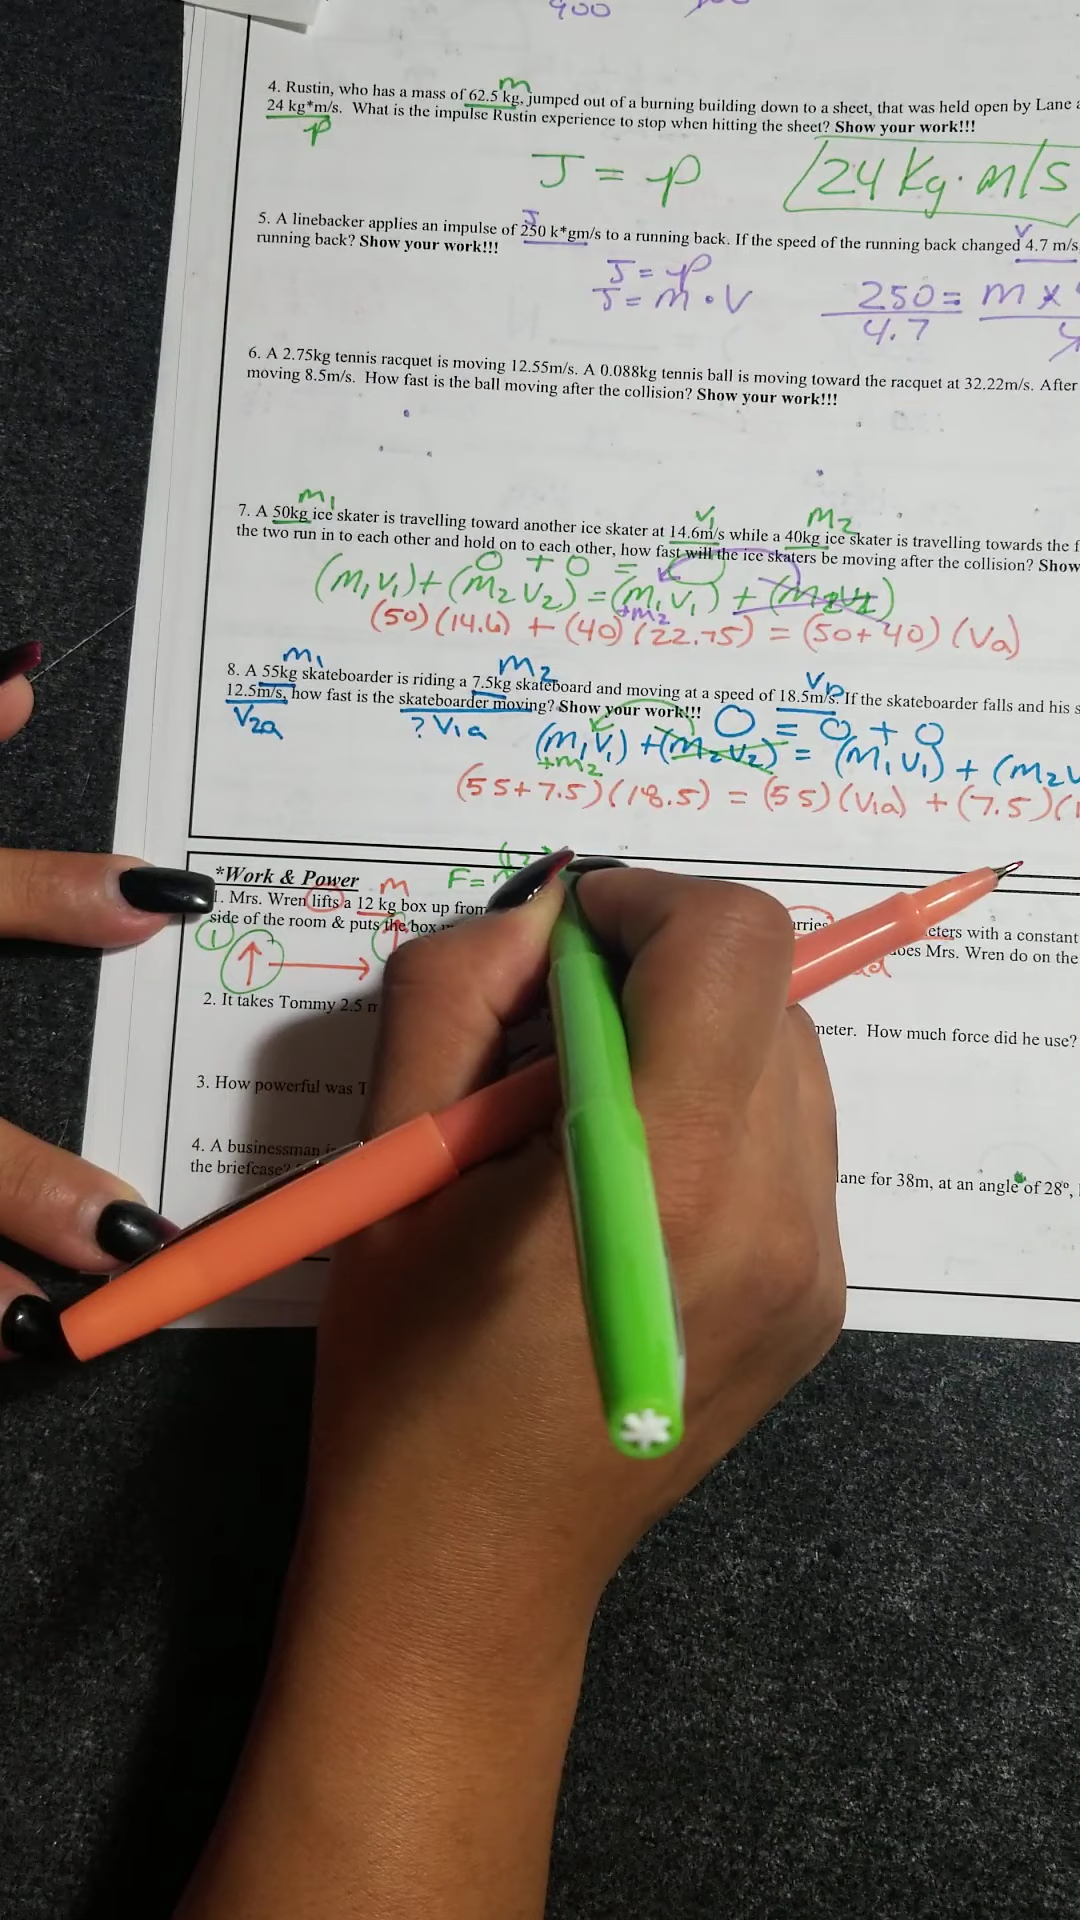 900
m
4. Rustin, who has a mass of 62.5 kg, jumped out of a burning building down to a sheet, that was held open by Lane
24 kg*m/s. What is the impulse Rustin experience to stop when hitting the sheet? Show your work!!!
p
J = p
24 kg·m/s
J
v
5. A linebacker applies an impulse of 250 k*gm/s to a running back. If the speed of the running back changed 4.7 m/s
running back? Show your work!!!
J = p
J = m · v
250 = m x
4.7
6. A 2.75kg tennis racquet is moving 12.55m/s. A 0.088kg tennis ball is moving toward the racquet at 32.22m/s. After
moving 8.5m/s. How fast is the ball moving after the collision? Show your work!!!
m1 v1 m2
7. A 50kg ice skater is travelling toward another ice skater at 14.6m/s while a 40kg ice skater is travelling towards the
the two run in to each other and hold on to each other, how fast will the ice skaters be moving after the collision? Show
0 + 0 =
(m1v1) + (m2v2) = (m1v1) + (m2v2)
+m2
(50)(14.6) + (40)(22.75) = (50+40)(va)
m1 m2 vb
8. A 55kg skateboarder is riding a 7.5kg skateboard and moving at a speed of 18.5m/s. If the skateboarder falls and his
12.5m/s, how fast is the skateboarder moving? Show your work!!!
v2a ? v1a
0 = 0 + 0
(m1v1) + (m2v2) = (m1v1) + (m2v
+m2
(55+7.5)(18.5) = (55)(v1a) + (7.5)(
*Work & Power
m
F=
1. Mrs. Wren lifts a 12 kg box up from
eters with a constant
side of the room & puts the box
does Mrs. Wren do on the
1
2. It takes Tommy 2.5
meter. How much force did he use?
3. How powerful was
4. A businessman
lane for 38m, at an angle of 28º,
the briefcase?